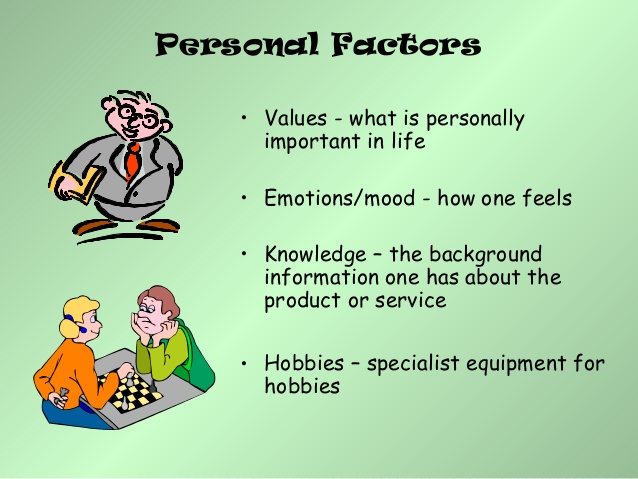 Personal Factors
• Values - what is personally
important in life
• Emotions/mood - how one feels
• Knowledge – the background
information one has about the
product or service
• Hobbies – specialist equipment for
hobbies